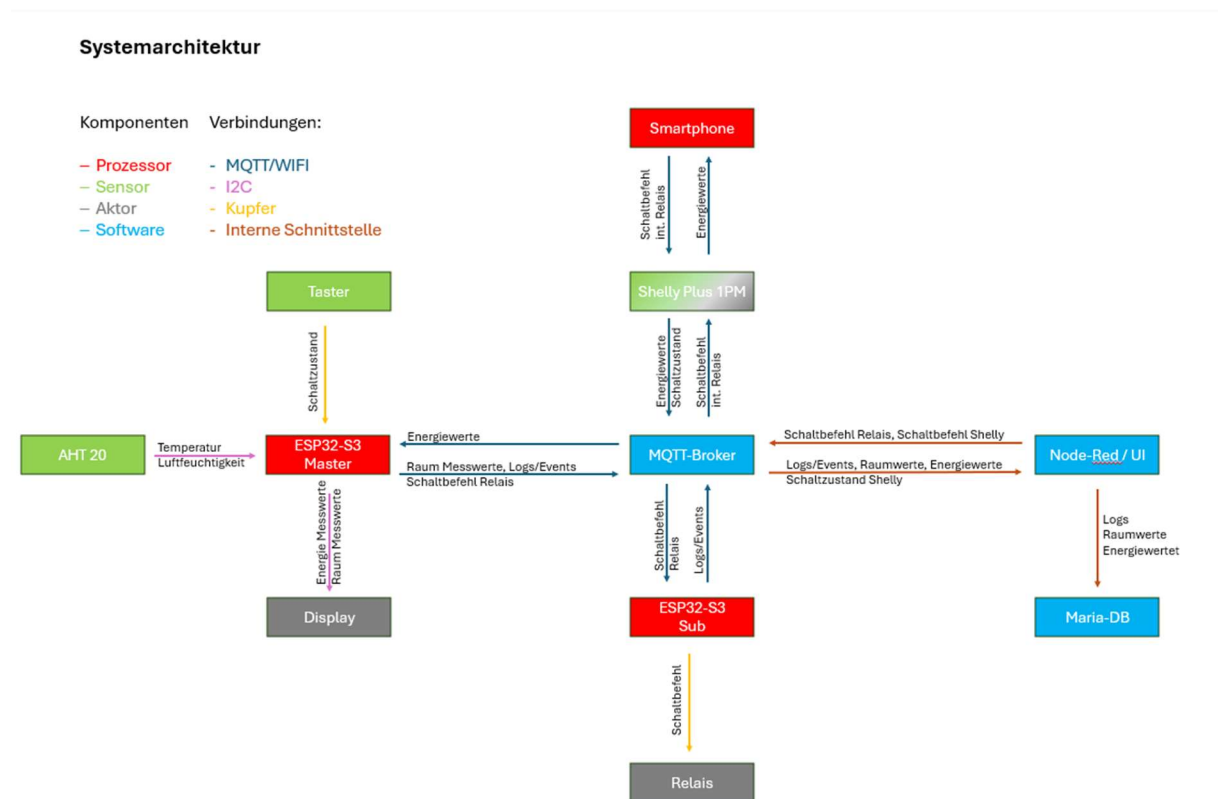 Systemarchitektur
Komponenten Verbindungen:
– Prozessor - MQTT/WIFI
– Sensor - I2C
– Aktor - Kupfer
– Software - Interne Schnittstelle
Smartphone
Schaltbefehl
int. Relais
Energiewerte
Taster
Shelly Plus 1PM
Schaltzustand
Energiewerte
Schaltzustand
Schaltbefehl
int. Relais
AHT 20
Temperatur
Luftfeuchtigkeit
ESP32-S3
Master
Energiewerte
Raum Messwerte, Logs/Events
Schaltbefehl Relais
MQTT-Broker
Schaltbefehl Relais, Schaltbefehl Shelly
Logs/Events, Raumwerte, Energiewerte
Schaltzustand Shelly
Node-Red / UI
Energie Messwerte
Raum Messwerte
Schaltbefehl
Relais
Logs/Events
Logs
Raumwerte
Energiewertet
Display
ESP32-S3
Sub
Maria-DB
Schaltbefehl
Relais